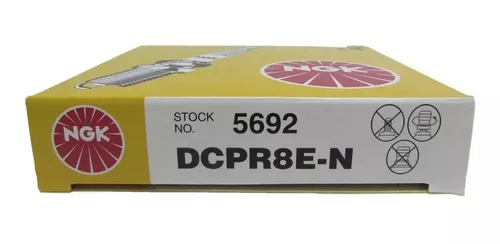 NGK
NGK
STOCK NO. 5692
DCPR8E-N